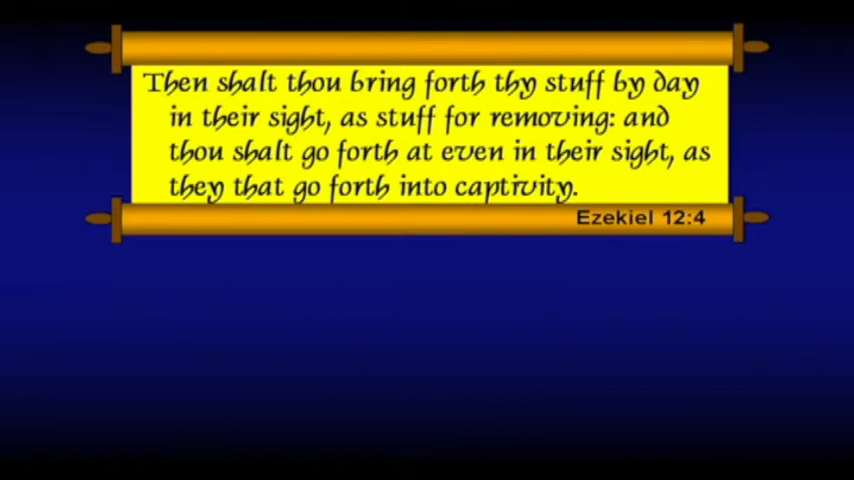 Then shalt thou bring forth thy stuff by day
in their sight, as stuff for removing: and
thou shalt go forth at even in their sight, as
they that go forth into captivity.
Ezekiel 12:4